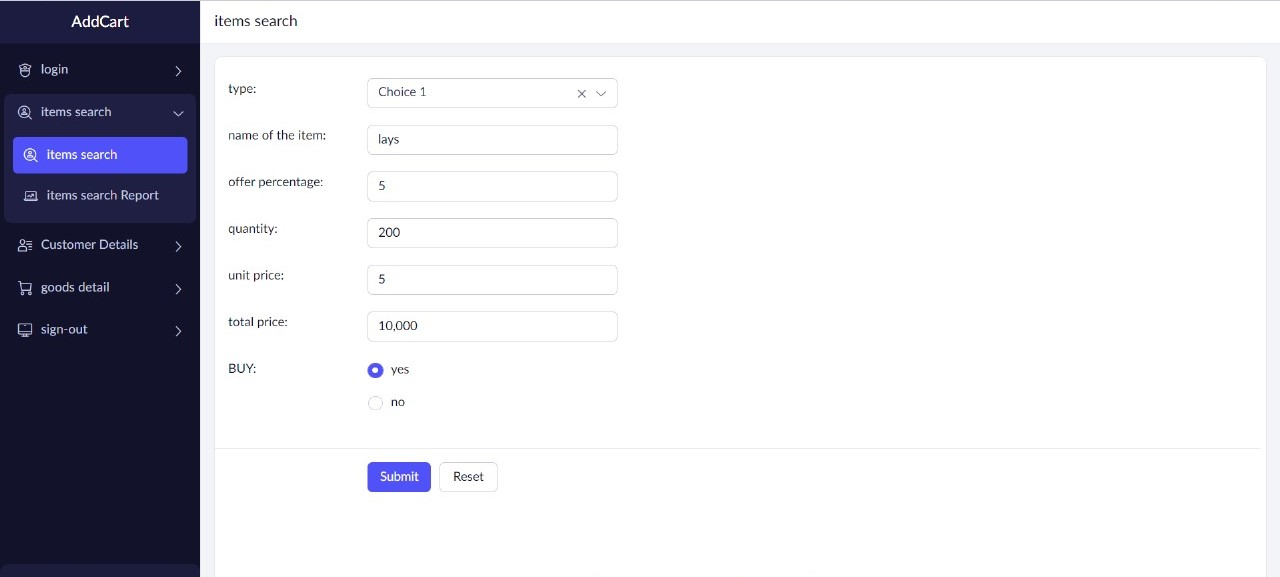 AddCart
items search
login
items search
items search
items search Report
Customer Details
goods detail
sign-out
type: Choice 1
name of the item: lays
offer percentage: 5
quantity: 200
unit price: 5
total price: 10,000
BUY: yes
no
Submit Reset